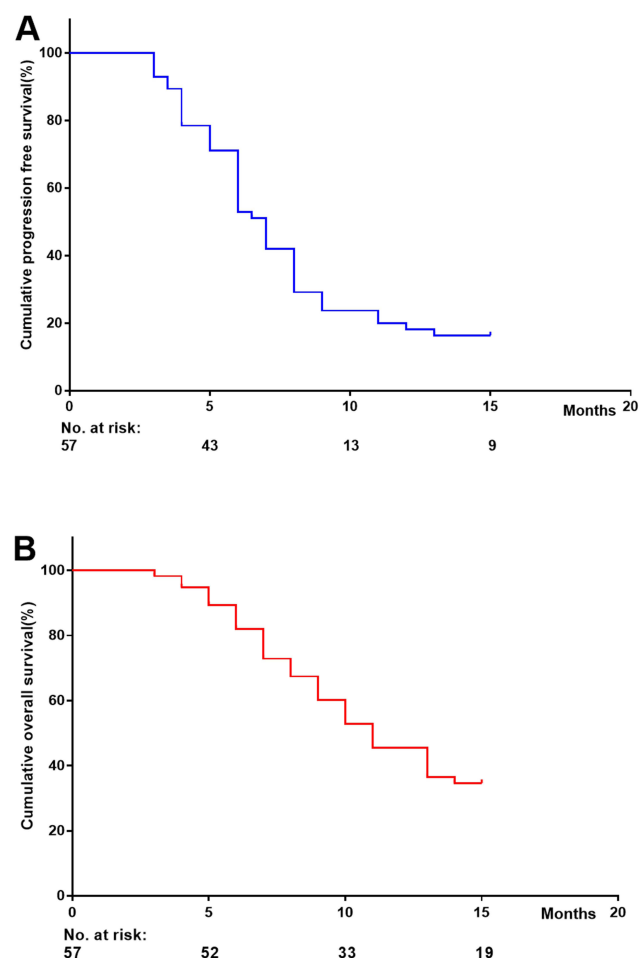 A
Cumulative progression free survival(%)
100
80
60
40
20
0
0 5 10 15 Months 20
No. at risk:
57 43 13 9
B
Cumulative overall survival(%)
100
80
60
40
20
0
0 5 10 15 Months 20
No. at risk:
57 52 33 19